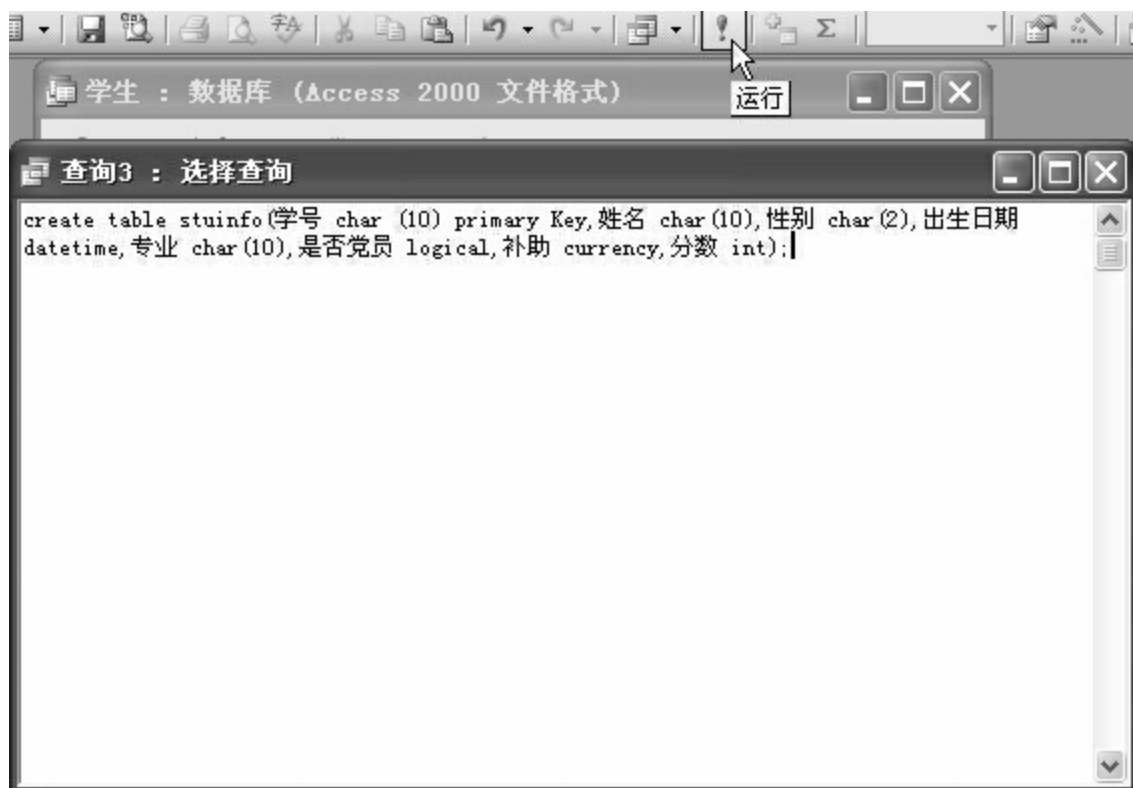 学生 : 数据库 (Access 2000 文件格式)
运行
查询3 : 选择查询
create table stuinfo(学号 char (10) primary Key,姓名 char(10),性别 char(2),出生日期
datetime,专业 char(10),是否党员 logical,补助 currency,分数 int);